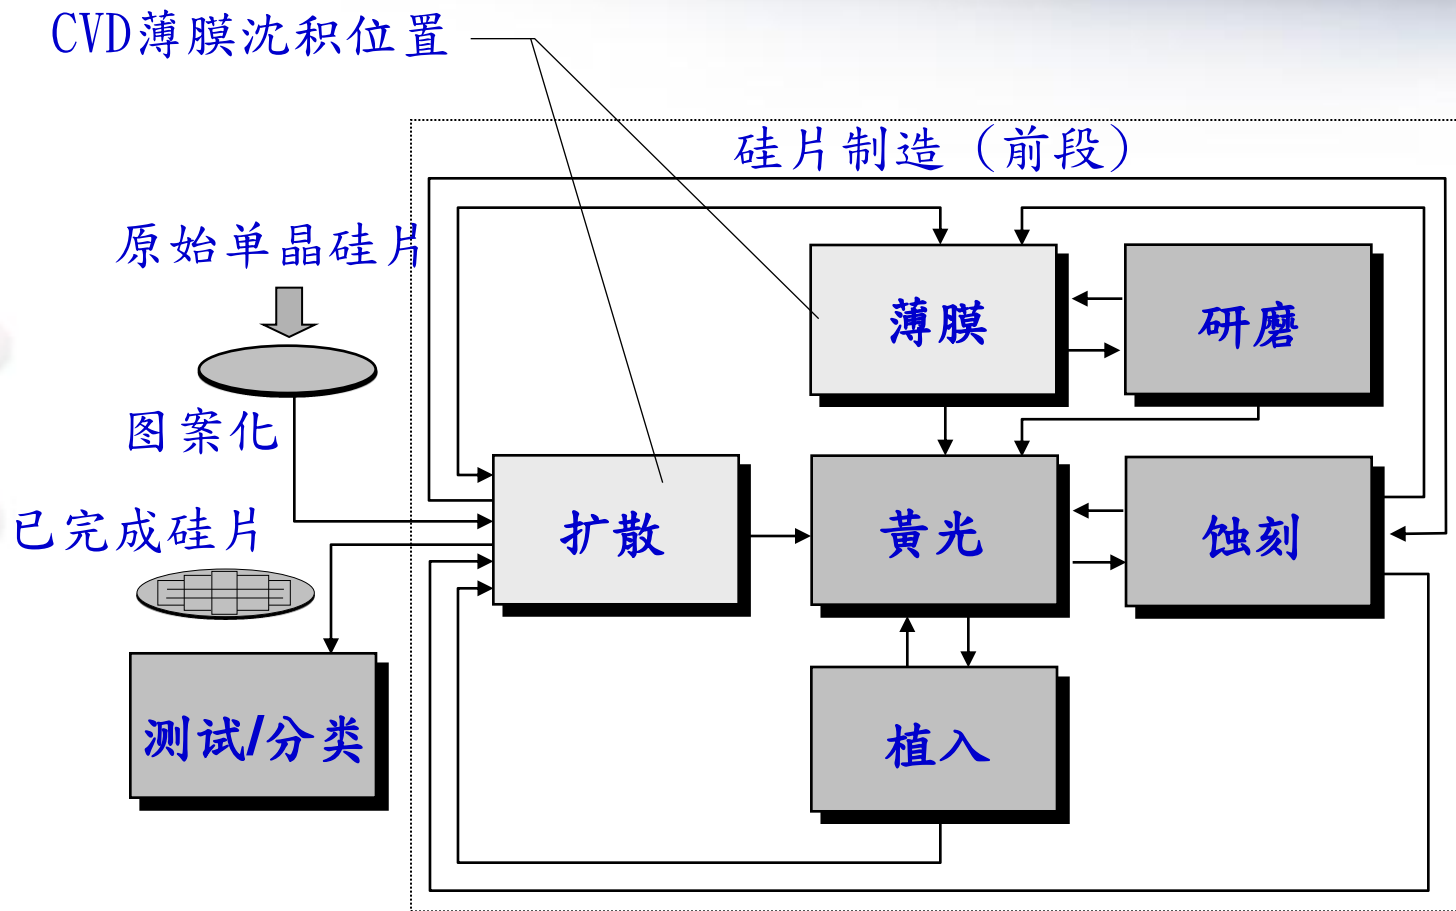 CVD薄膜沈积位置
硅片制造（前段）
原始单晶硅片
薄膜
研磨
图案化
已完成硅片
扩散
黃光
蚀刻
测试/分类
植入